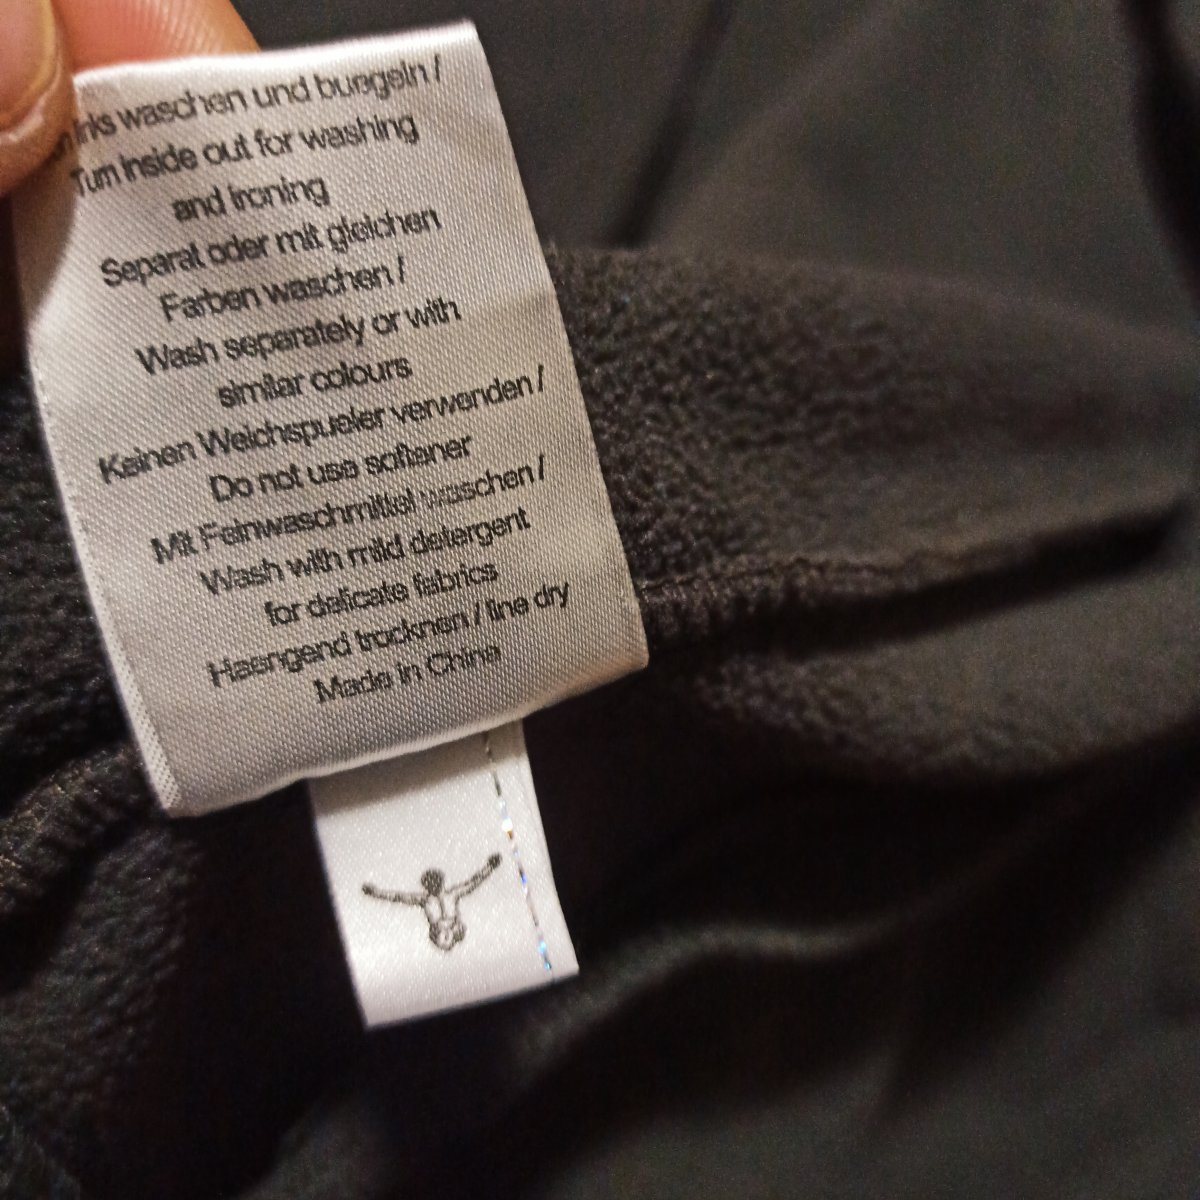 links waschen und buegeln /
Turn inside out for washing
and ironing
Separat oder mit gleichen
Farben waschen /
Wash separately or with
similar colours
Keinen Weichspueler verwenden /
Do not use softener
Mit Feinwaschmittel waschen /
Wash with mild detergent
for delicate fabrics
Haengend trocknen / line dry
Made in China